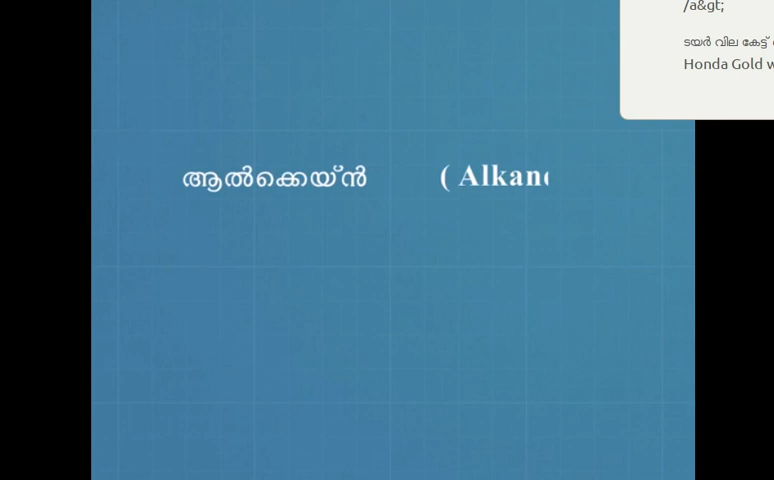 /a&gt;
ടയർ വില കേട്ട്
Honda Gold
ആൽക്കെയ്ൻ ( Alkan